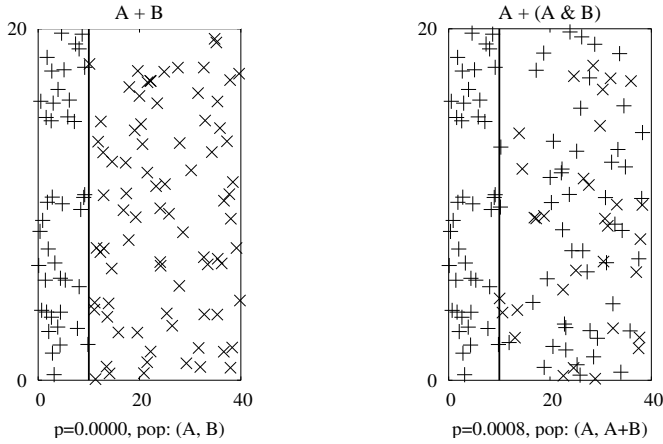 A + B
A + (A & B)
20
0
0 20 40
p=0.0000, pop: (A, B)
20
0
0 20 40
p=0.0008, pop: (A, A+B)